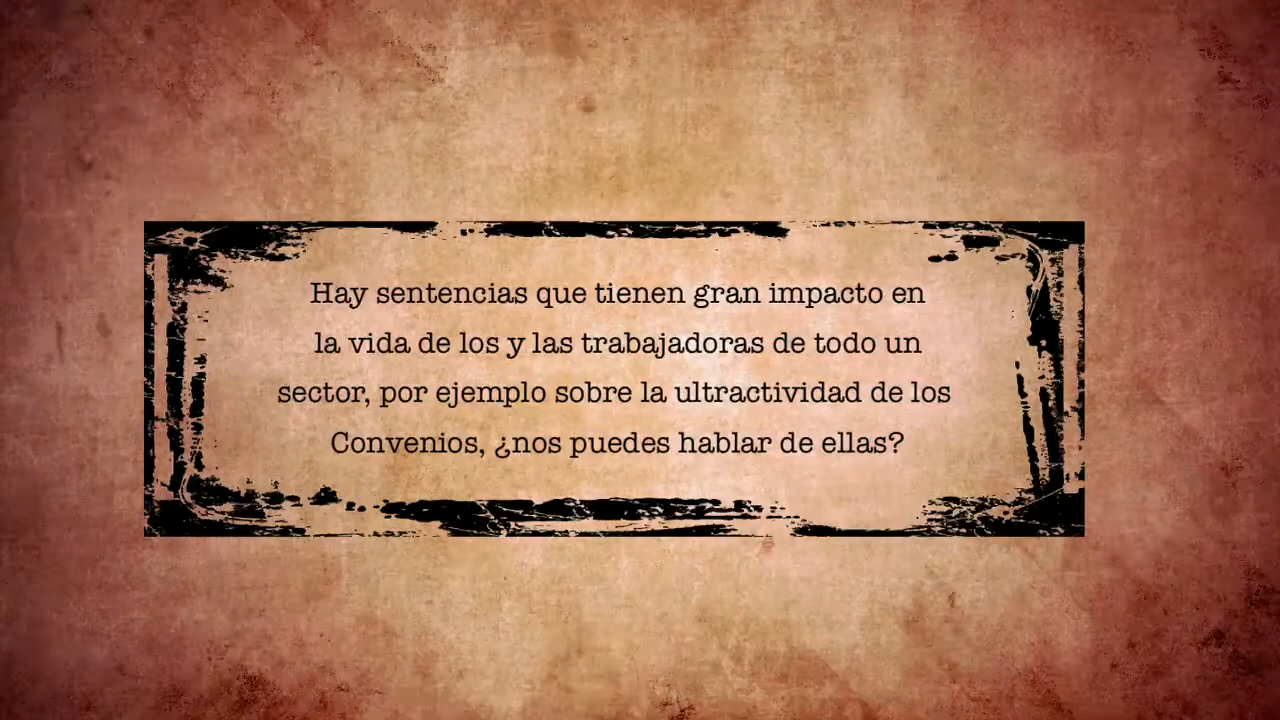 Hay sentencias que tienen gran impacto en
la vida de los y las trabajadoras de todo un
sector, por ejemplo sobre la ultractividad de los
Convenios, ¿nos puedes hablar de ellas?